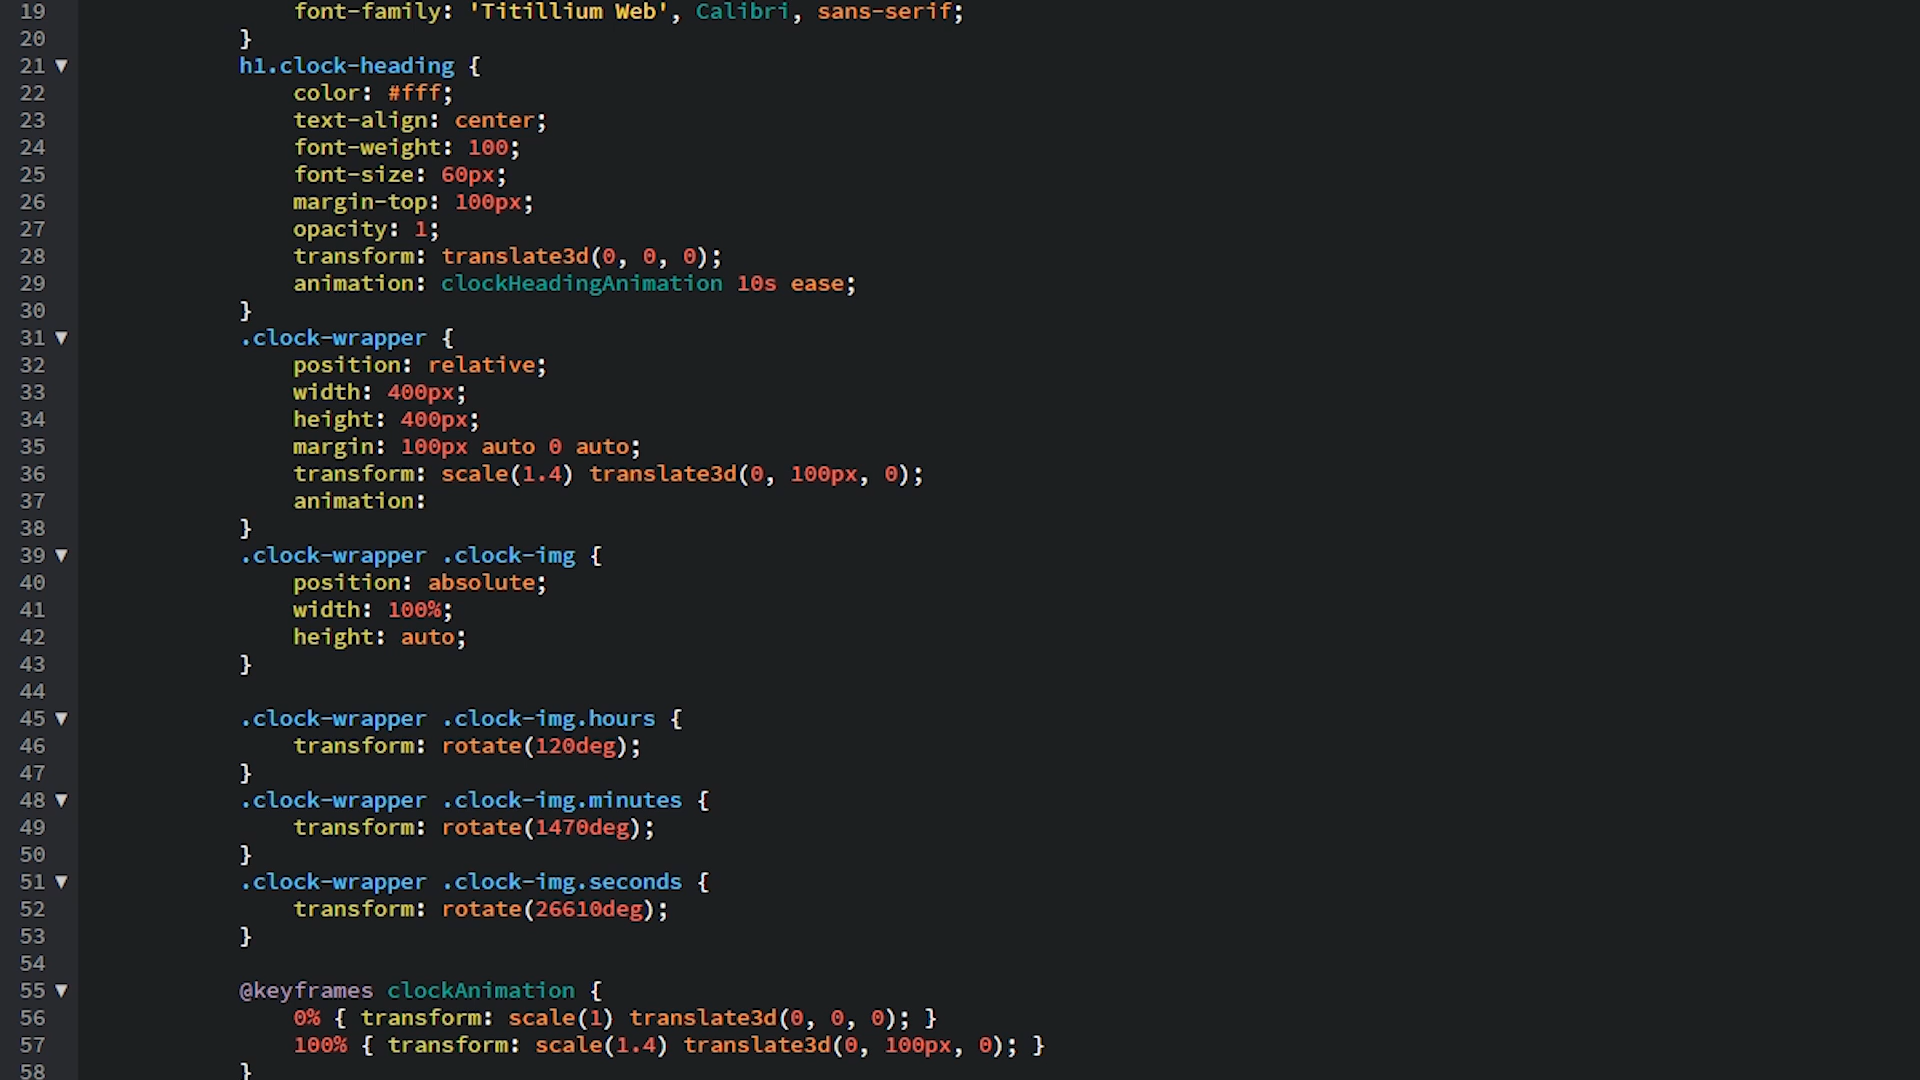 19 font-family: 'Titillium Web', Calibri, sans-serif;
20 }
21 ▼ h1.clock-heading {
22 color: #fff;
23 text-align: center;
24 font-weight: 100;
25 font-size: 60px;
26 margin-top: 100px;
27 opacity: 1;
28 transform: translate3d(0, 0, 0);
29 animation: clockHeadingAnimation 10s ease;
30 }
31 ▼ .clock-wrapper {
32 position: relative;
33 width: 400px;
34 height: 400px;
35 margin: 100px auto 0 auto;
36 transform: scale(1.4) translate3d(0, 100px, 0);
37 animation:
38 }
39 ▼ .clock-wrapper .clock-img {
40 position: absolute;
41 width: 100%;
42 height: auto;
43 }
44
45 ▼ .clock-wrapper .clock-img.hours {
46 transform: rotate(120deg);
47 }
48 ▼ .clock-wrapper .clock-img.minutes {
49 transform: rotate(1470deg);
50 }
51 ▼ .clock-wrapper .clock-img.seconds {
52 transform: rotate(26610deg);
53 }
54
55 ▼ @keyframes clockAnimation {
56 0% { transform: scale(1) translate3d(0, 0, 0); }
57 100% { transform: scale(1.4) translate3d(0, 100px, 0); }
58 }